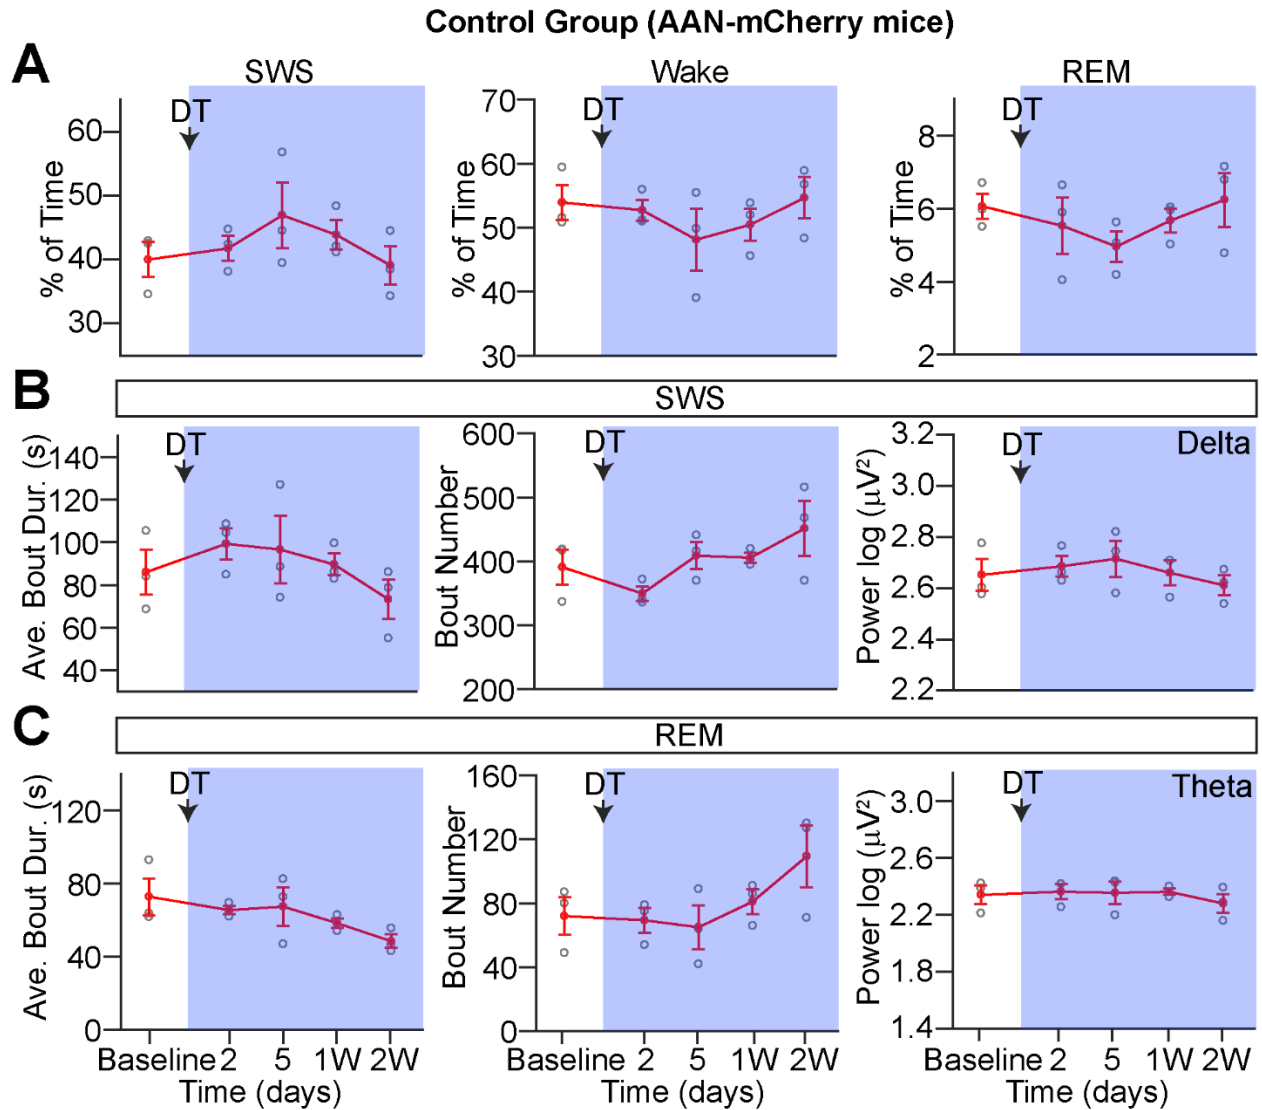 Control Group (AAN-mCherry mice)
A
SWS
Wake
REM
% of Time
60
50
40
30
DT
% of Time
70
60
50
40
30
DT
% of Time
8
6
4
2
DT
B
SWS
Ave. Bout Dur. (s)
140
120
100
80
60
40
DT
Bout Number
600
500
400
300
200
DT
Power log (μV²)
3.2
3.0
2.8
2.6
2.4
2.2
DT
Delta
C
REM
Ave. Bout Dur. (s)
120
80
40
0
DT
Baseline 2 5 1W 2W
Time (days)
Bout Number
160
120
80
40
0
DT
Baseline 2 5 1W 2W
Time (days)
Power log (μV²)
3.0
2.6
2.2
1.8
1.4
DT
Theta
Baseline 2 5 1W 2W
Time (days)